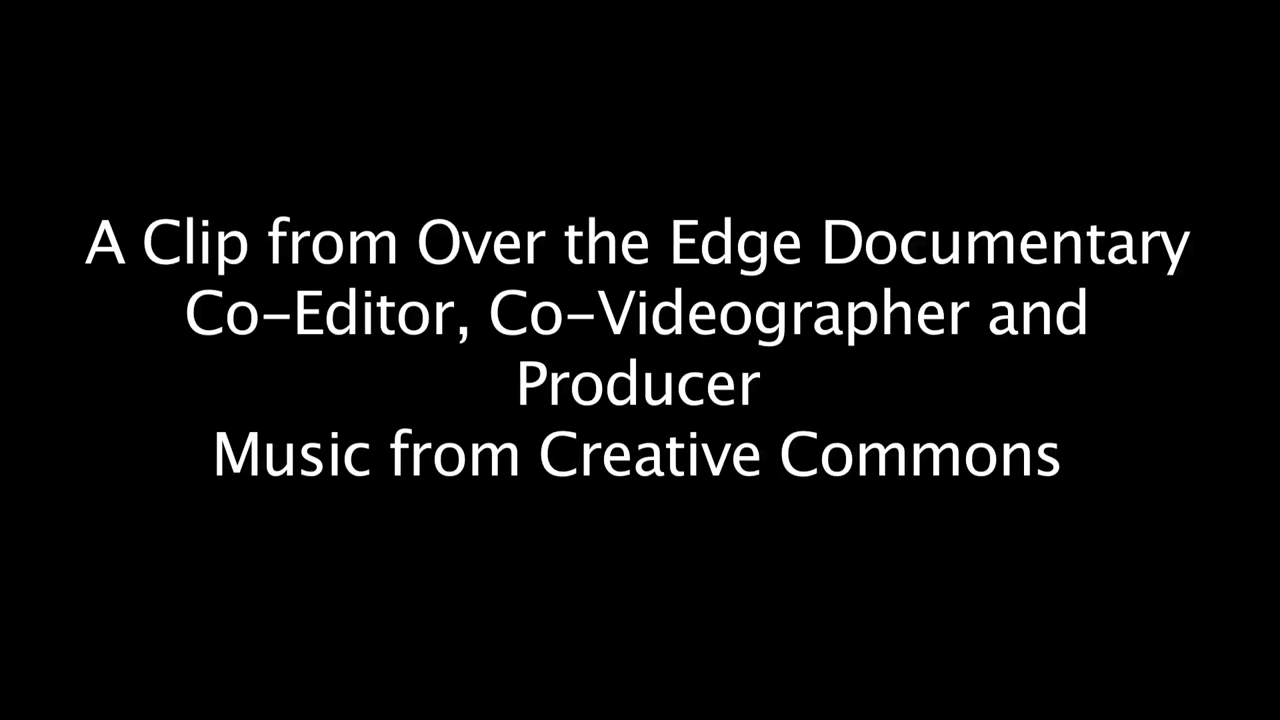 A Clip from Over the Edge Documentary
Co-Editor, Co-Videographer and
Producer
Music from Creative Commons